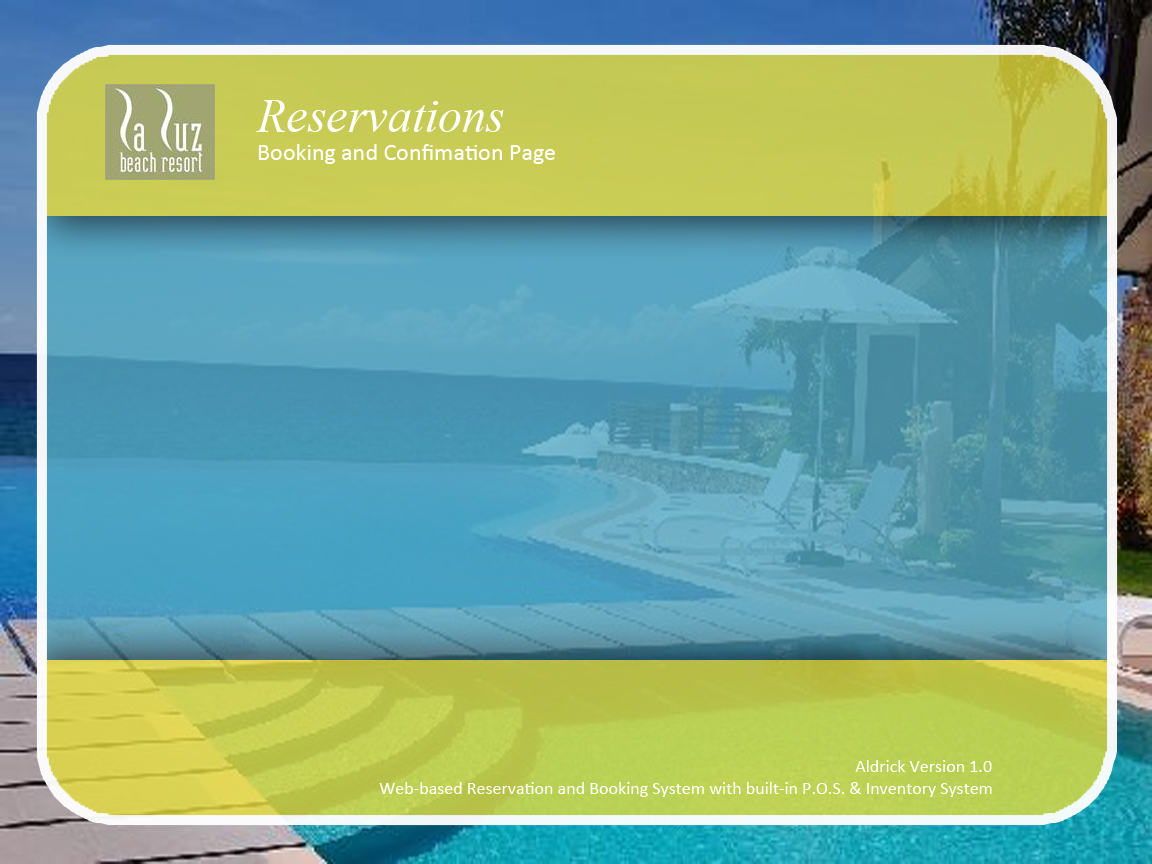 La Luz
beach resort
Reservations
Booking and Confimation Page
Aldrick Version 1.0
Web-based Reservation and Booking System with built-in P.O.S. & Inventory System